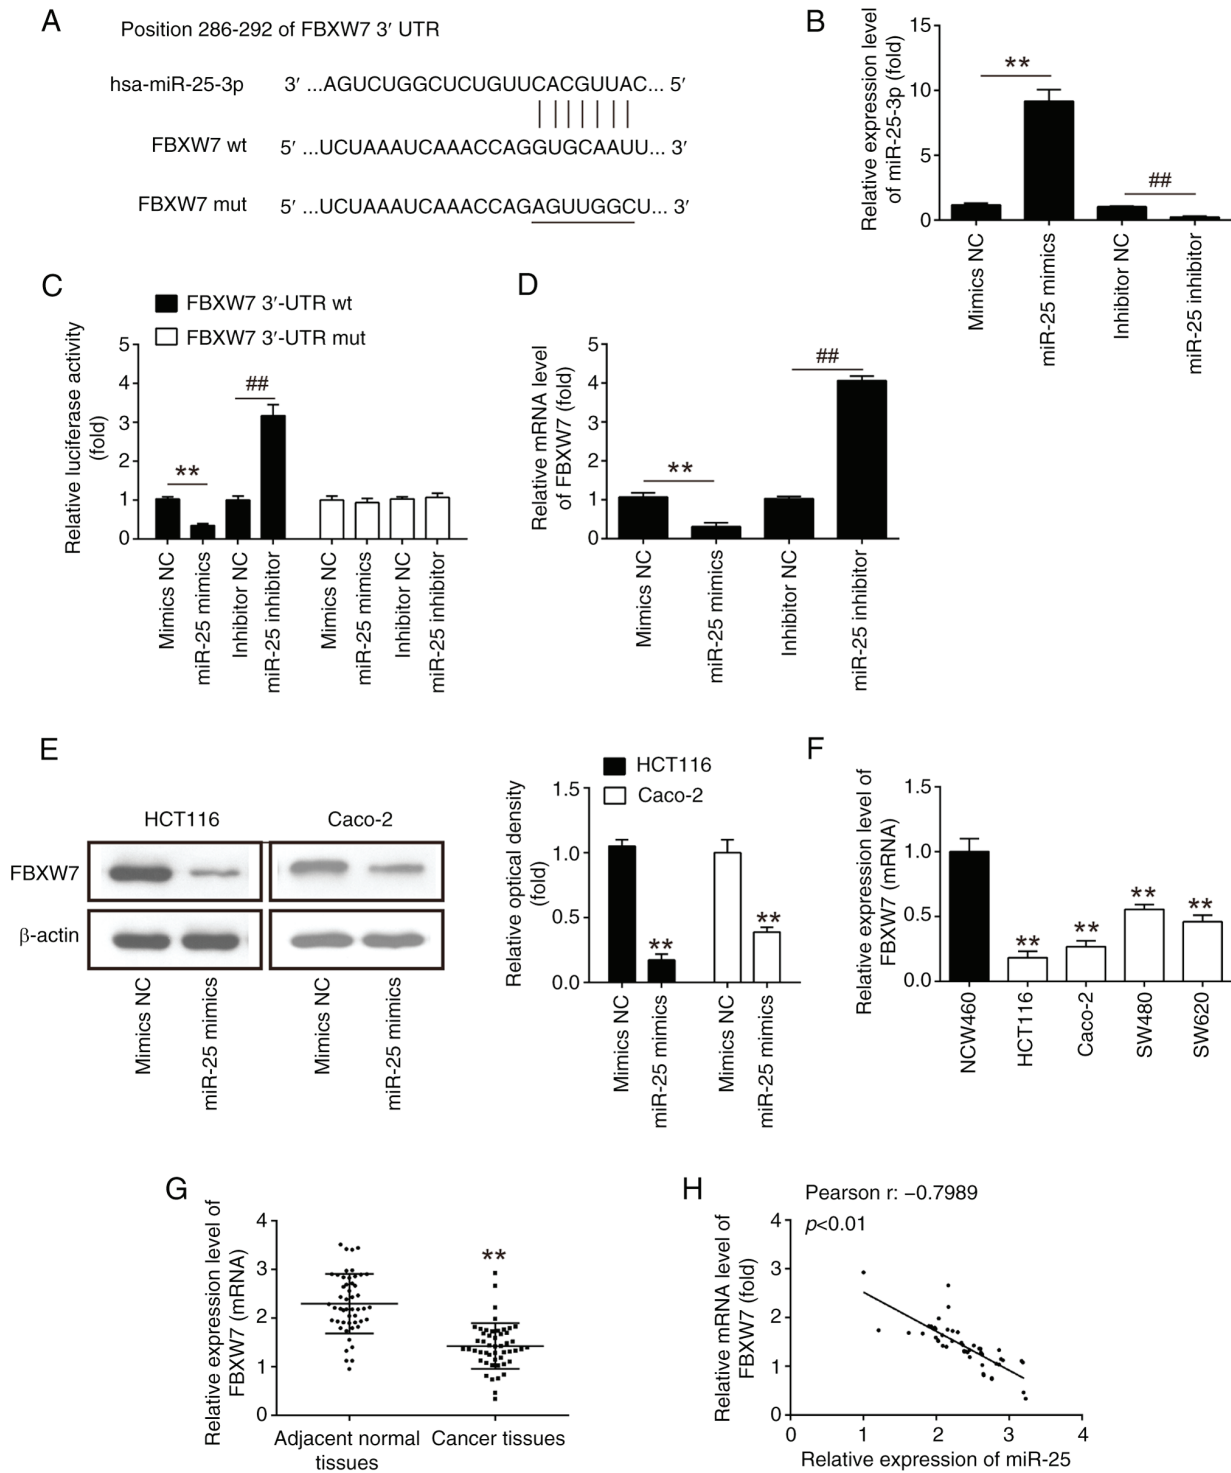 A
Position 286-292 of FBXW7 3′ UTR
hsa-miR-25-3p 3′ ...AGUCUGGCUCUGUUCACGUUAC... 5′
FBXW7 wt 5′ ...UCUAAAUCAAACCAGGUGCAAUU... 3′
FBXW7 mut 5′ ...UCUAAAUCAAACCAGAGUUGGCU... 3′
B
Relative expression level
of miR-25-3p (fold)
15
10
5
0
**
##
Mimics NC
miR-25 mimics
Inhibitor NC
miR-25 inhibitor
C
FBXW7 3′-UTR wt
FBXW7 3′-UTR mut
Relative luciferase activity
(fold)
5
4
3
2
1
0
**
##
Mimics NC
miR-25 mimics
Inhibitor NC
miR-25 inhibitor
Mimics NC
miR-25 mimics
Inhibitor NC
miR-25 inhibitor
D
Relative mRNA level
of FBXW7 (fold)
5
4
3
2
1
0
**
##
Mimics NC
miR-25 mimics
Inhibitor NC
miR-25 inhibitor
E
HCT116 Caco-2
FBXW7
β-actin
Mimics NC
miR-25 mimics
Mimics NC
miR-25 mimics
HCT116
Caco-2
Relative optical density
(fold)
1.5
1.0
0.5
0.0
**
**
Mimics NC
miR-25 mimics
Mimics NC
miR-25 mimics
F
Relative expression level of
FBXW7 (mRNA)
1.5
1.0
0.5
0.0
**
**
**
**
NCW460
HCT116
Caco-2
SW480
SW620
G
Relative expression level of
FBXW7 (mRNA)
4
3
2
1
0
**
Adjacent normal
tissues
Cancer tissues
H
Pearson r: −0.7989
p<0.01
Relative mRNA level of
FBXW7 (fold)
4
3
2
1
0
0 1 2 3 4
Relative expression of miR-25